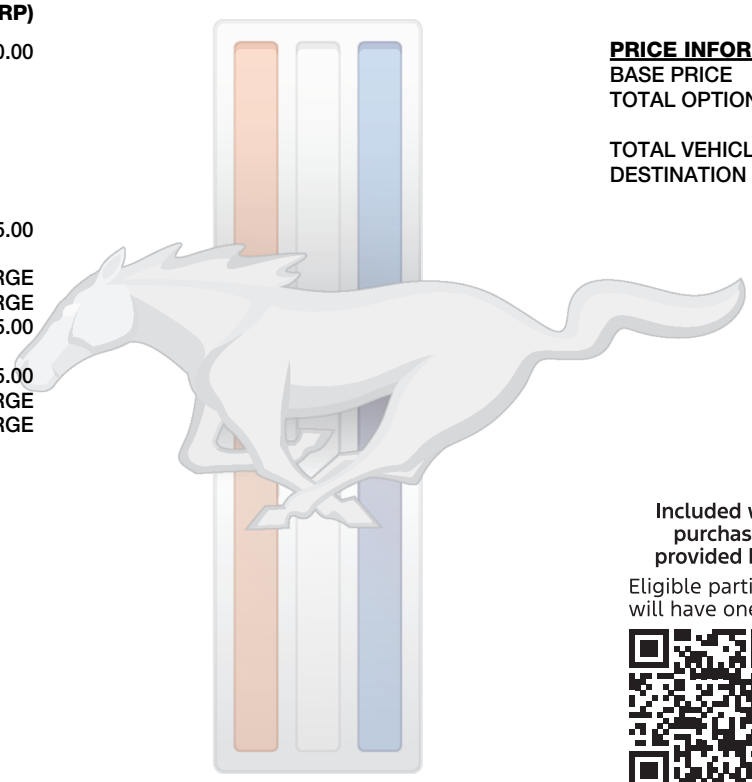 RP)
0.00
5.00
RGE
RGE
5.00
5.00
RGE
RGE
PRICE INFOR
BASE PRICE
TOTAL OPTION
TOTAL VEHICL
DESTINATION
Included w
purchas
provided b
Eligible parti
will have one